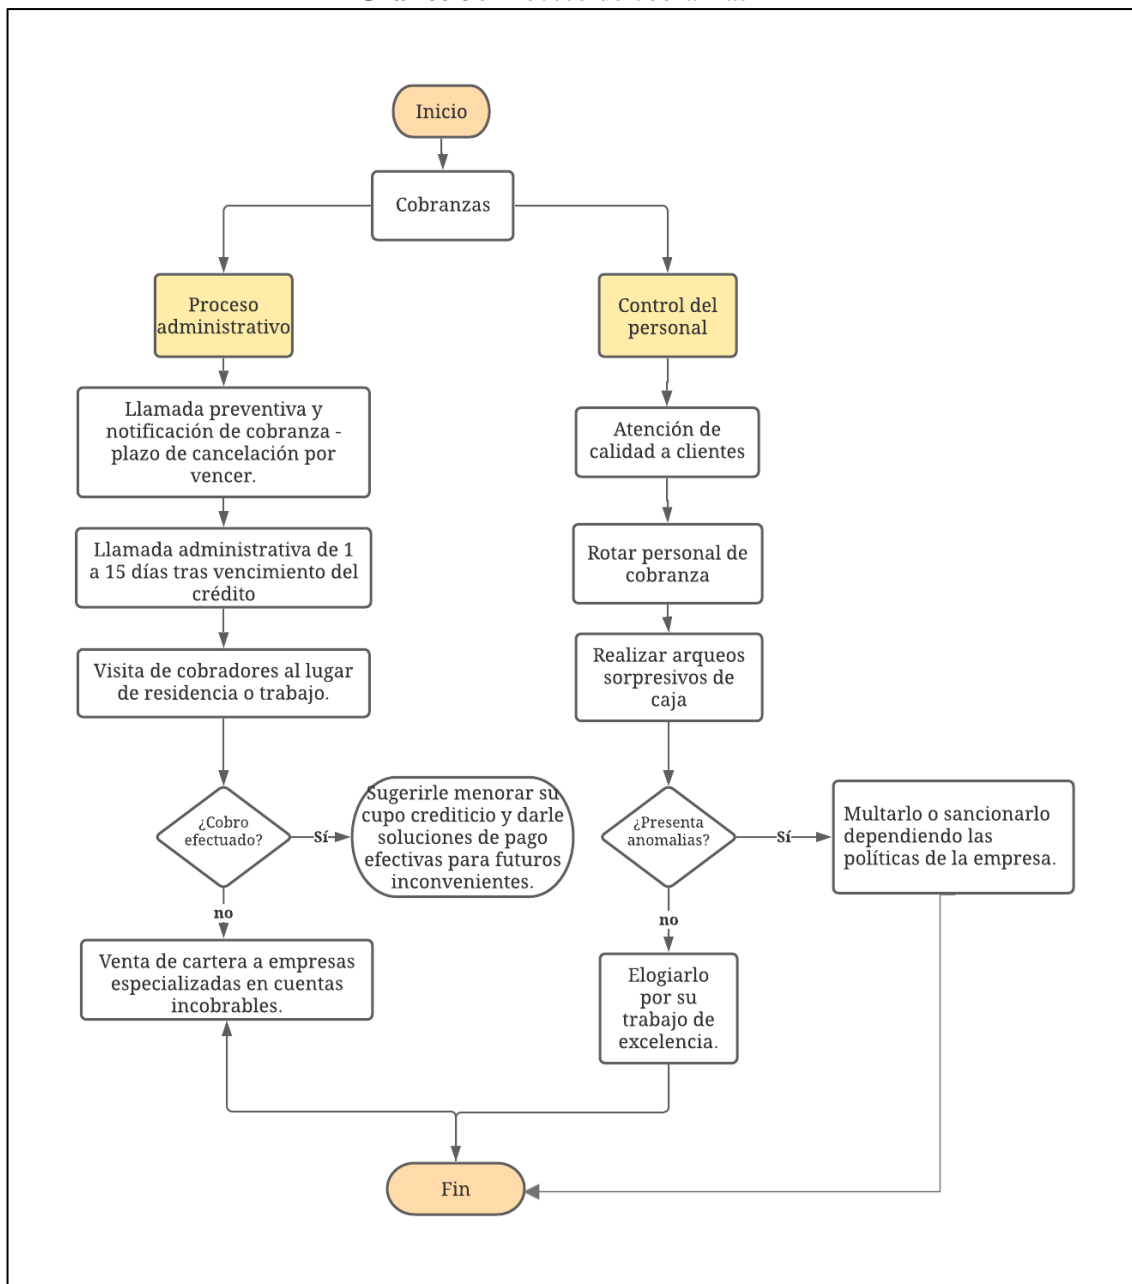 Inicio
Cobranzas
Proceso
administrativo
Control del
personal
Llamada preventiva y
notificación de cobranza -
plazo de cancelación por
vencer.
Atención de
calidad a clientes
Llamada administrativa de 1
a 15 días tras vencimiento del
crédito
Rotar personal de
cobranza
Visita de cobradores al lugar
de residencia o trabajo.
Realizar arqueos
sorpresivos de
caja
¿Cobro
efectuado?
Sí
Sugerirle menorar su
cupo crediticio y darle
soluciones de pago
efectivas para futuros
inconvenientes.
¿Presenta
anomalias?
Sí
Multarlo o sancionarlo
dependiendo las
políticas de la empresa.
no
no
Venta de cartera a empresas
especializadas en cuentas
incobrables.
Elogiarlo
por su
trabajo de
excelencia.
Fin